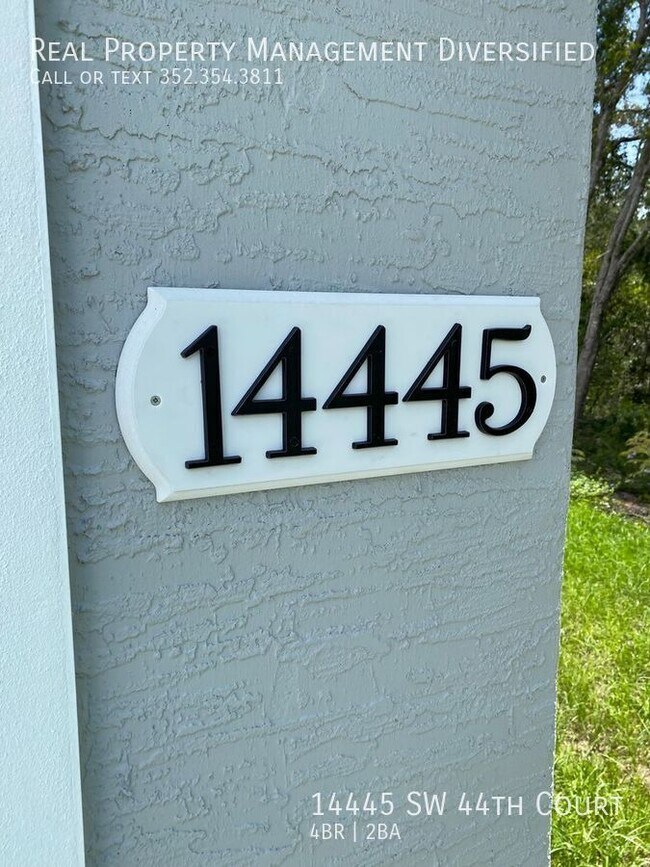 Real Property Management Diversified
Call or text 352.354.3811
14445
14445 SW 44th Court
4BR | 2BA